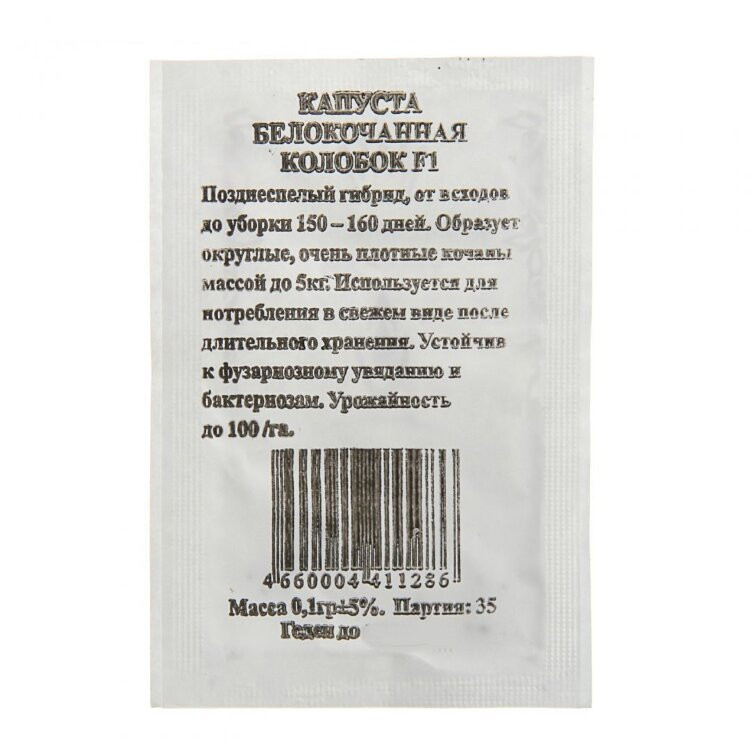 КАПУСТА
БЕЛОКОЧАННАЯ
КОЛОБОК F1
Позднеспелый гибрид, от всходов
до уборки 150 – 160 дней. Образует
округлые, очень плотные кочаны
массой до 5кг. Используется для
потребления в свежем виде после
длительного хранения. Устойчив
к фузариозному увяданию и
бактериозам. Урожайность
до 100 /га.
4 660004 411286
Масса 0,1гр±5%. Партия: 35
Годен до